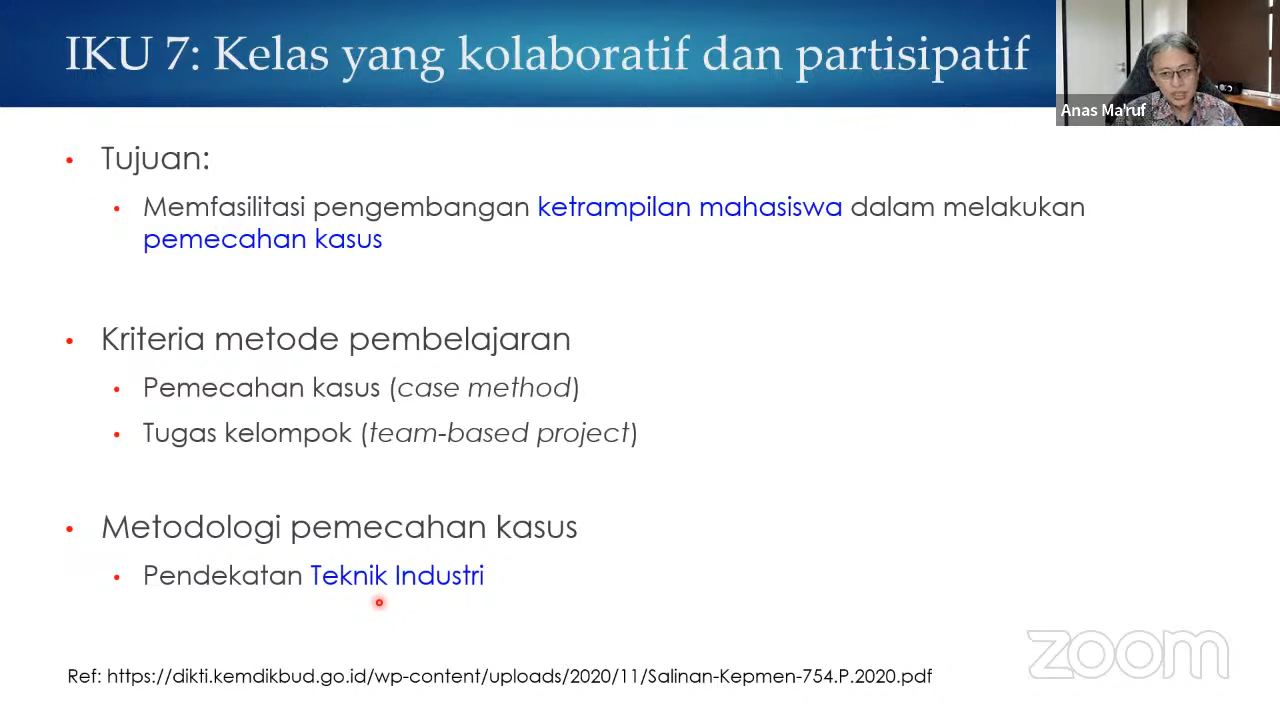 IKU 7: Kelas yang kolaboratif dan partisipatif
Anas Ma'ruf
• Tujuan:
• Memfasilitasi pengembangan ketrampilan mahasiswa dalam melakukan
pemecahan kasus
• Kriteria metode pembelajaran
• Pemecahan kasus (case method)
• Tugas kelompok (team-based project)
• Metodologi pemecahan kasus
• Pendekatan Teknik Industri
Ref: https://dikti.kemdikbud.go.id/wp-content/uploads/2020/11/Salinan-Kepmen-754.P.2020.pdf
zoom